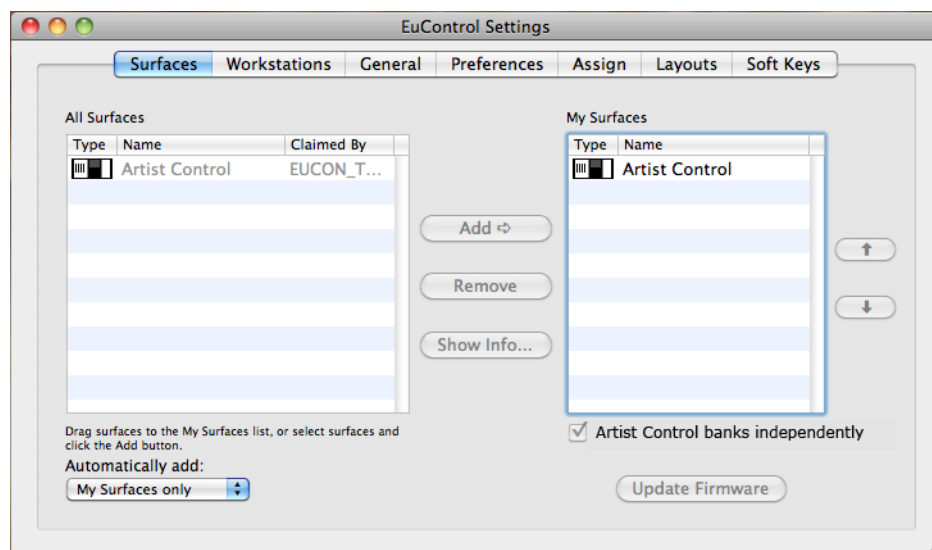 EuControl Settings
Surfaces Workstations General Preferences Assign Layouts Soft Keys
All Surfaces
Type Name Claimed By
Artist Control EUCON_T...
Add
Remove
Show Info...
My Surfaces
Type Name
Artist Control
Drag surfaces to the My Surfaces list, or select surfaces and
click the Add button.
Automatically add:
My Surfaces only
Artist Control banks independently
Update Firmware